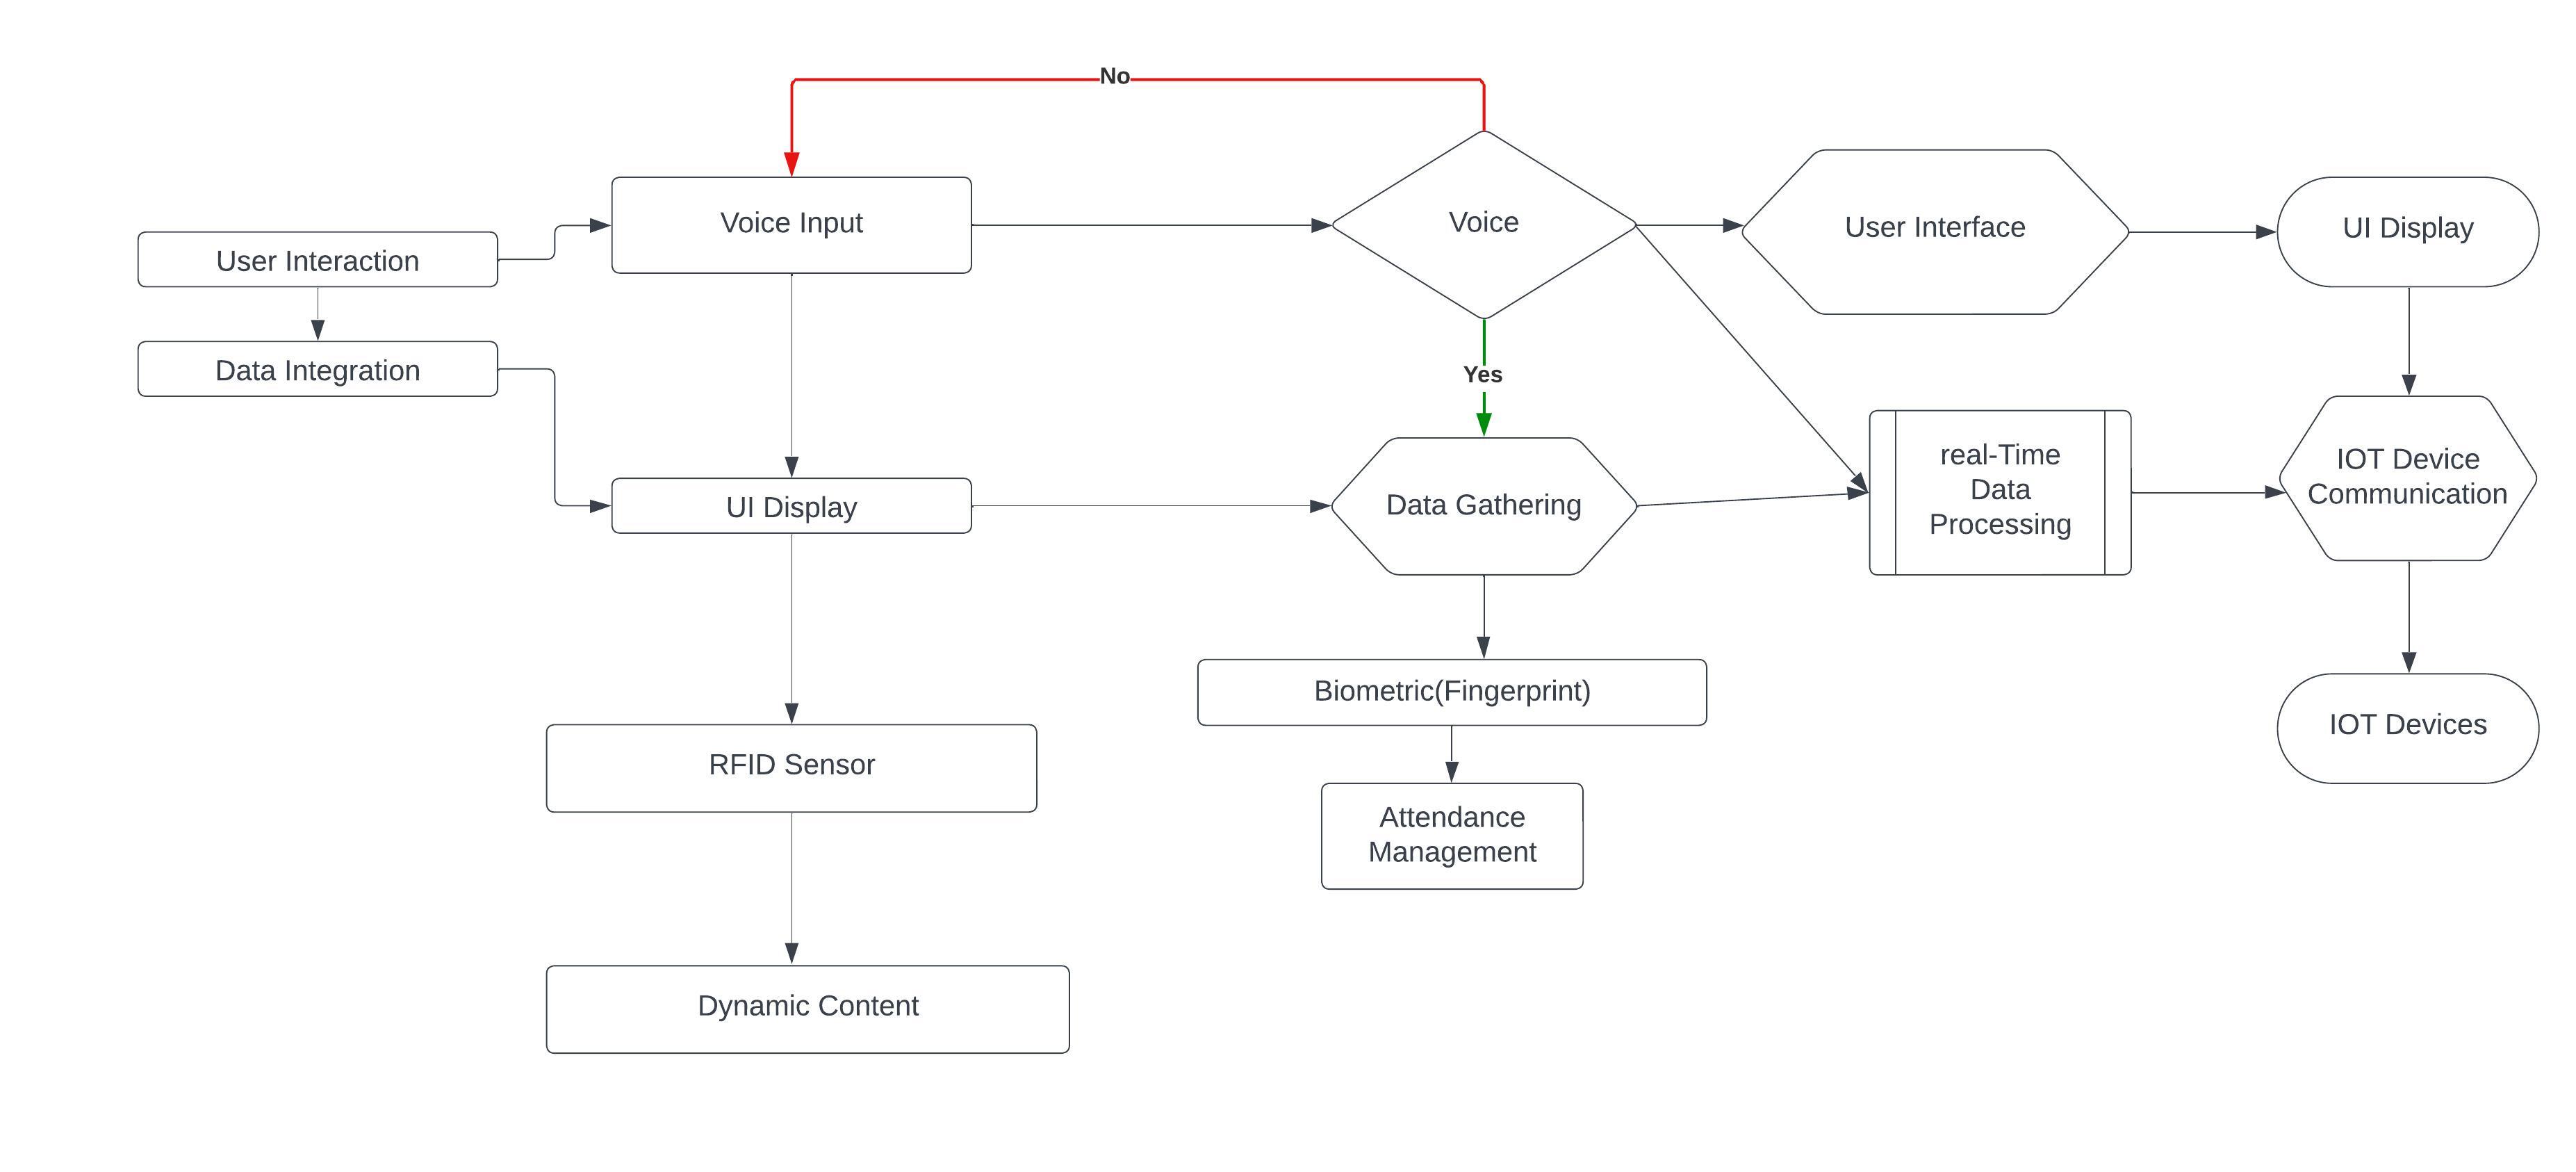 No
Voice Input
Voice
User Interface
UI Display
User Interaction
Data Integration
Yes
real-Time
Data
Processing
IOT Device
Communication
UI Display
Data Gathering
Biometric(Fingerprint)
IOT Devices
RFID Sensor
Attendance
Management
Dynamic Content